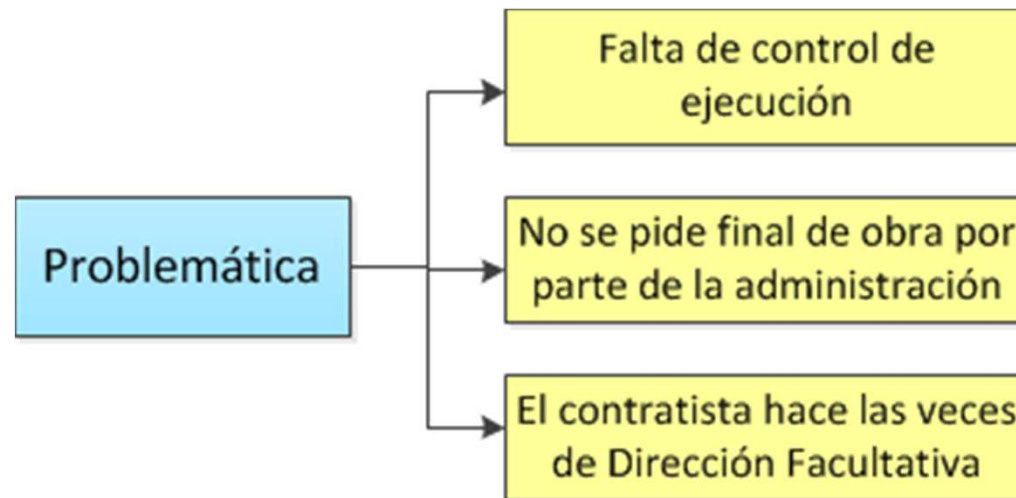 Problemática
Falta de control de
ejecución
No se pide final de obra por
parte de la administración
El contratista hace las veces
de Dirección Facultativa